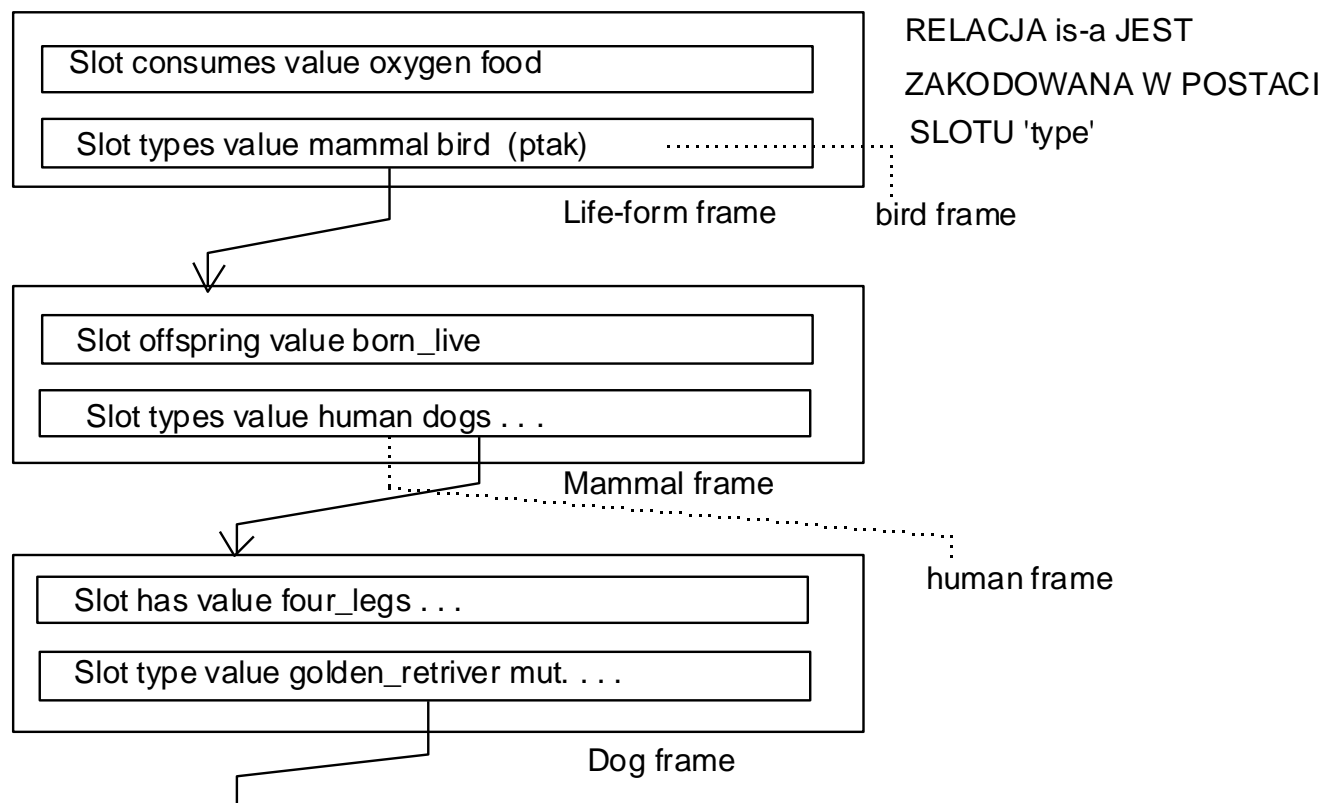 RELACJA is-a JEST
ZAKODOWANA W POSTACI
SLOTU 'type'
Slot consumes value oxygen food
Slot types value mammal bird (ptak)
Life-form frame
bird frame
Slot offspring value born_live
Slot types value human dogs . . .
Mammal frame
human frame
Slot has value four_legs . . .
Slot type value golden_retriver mut. . . .
Dog frame